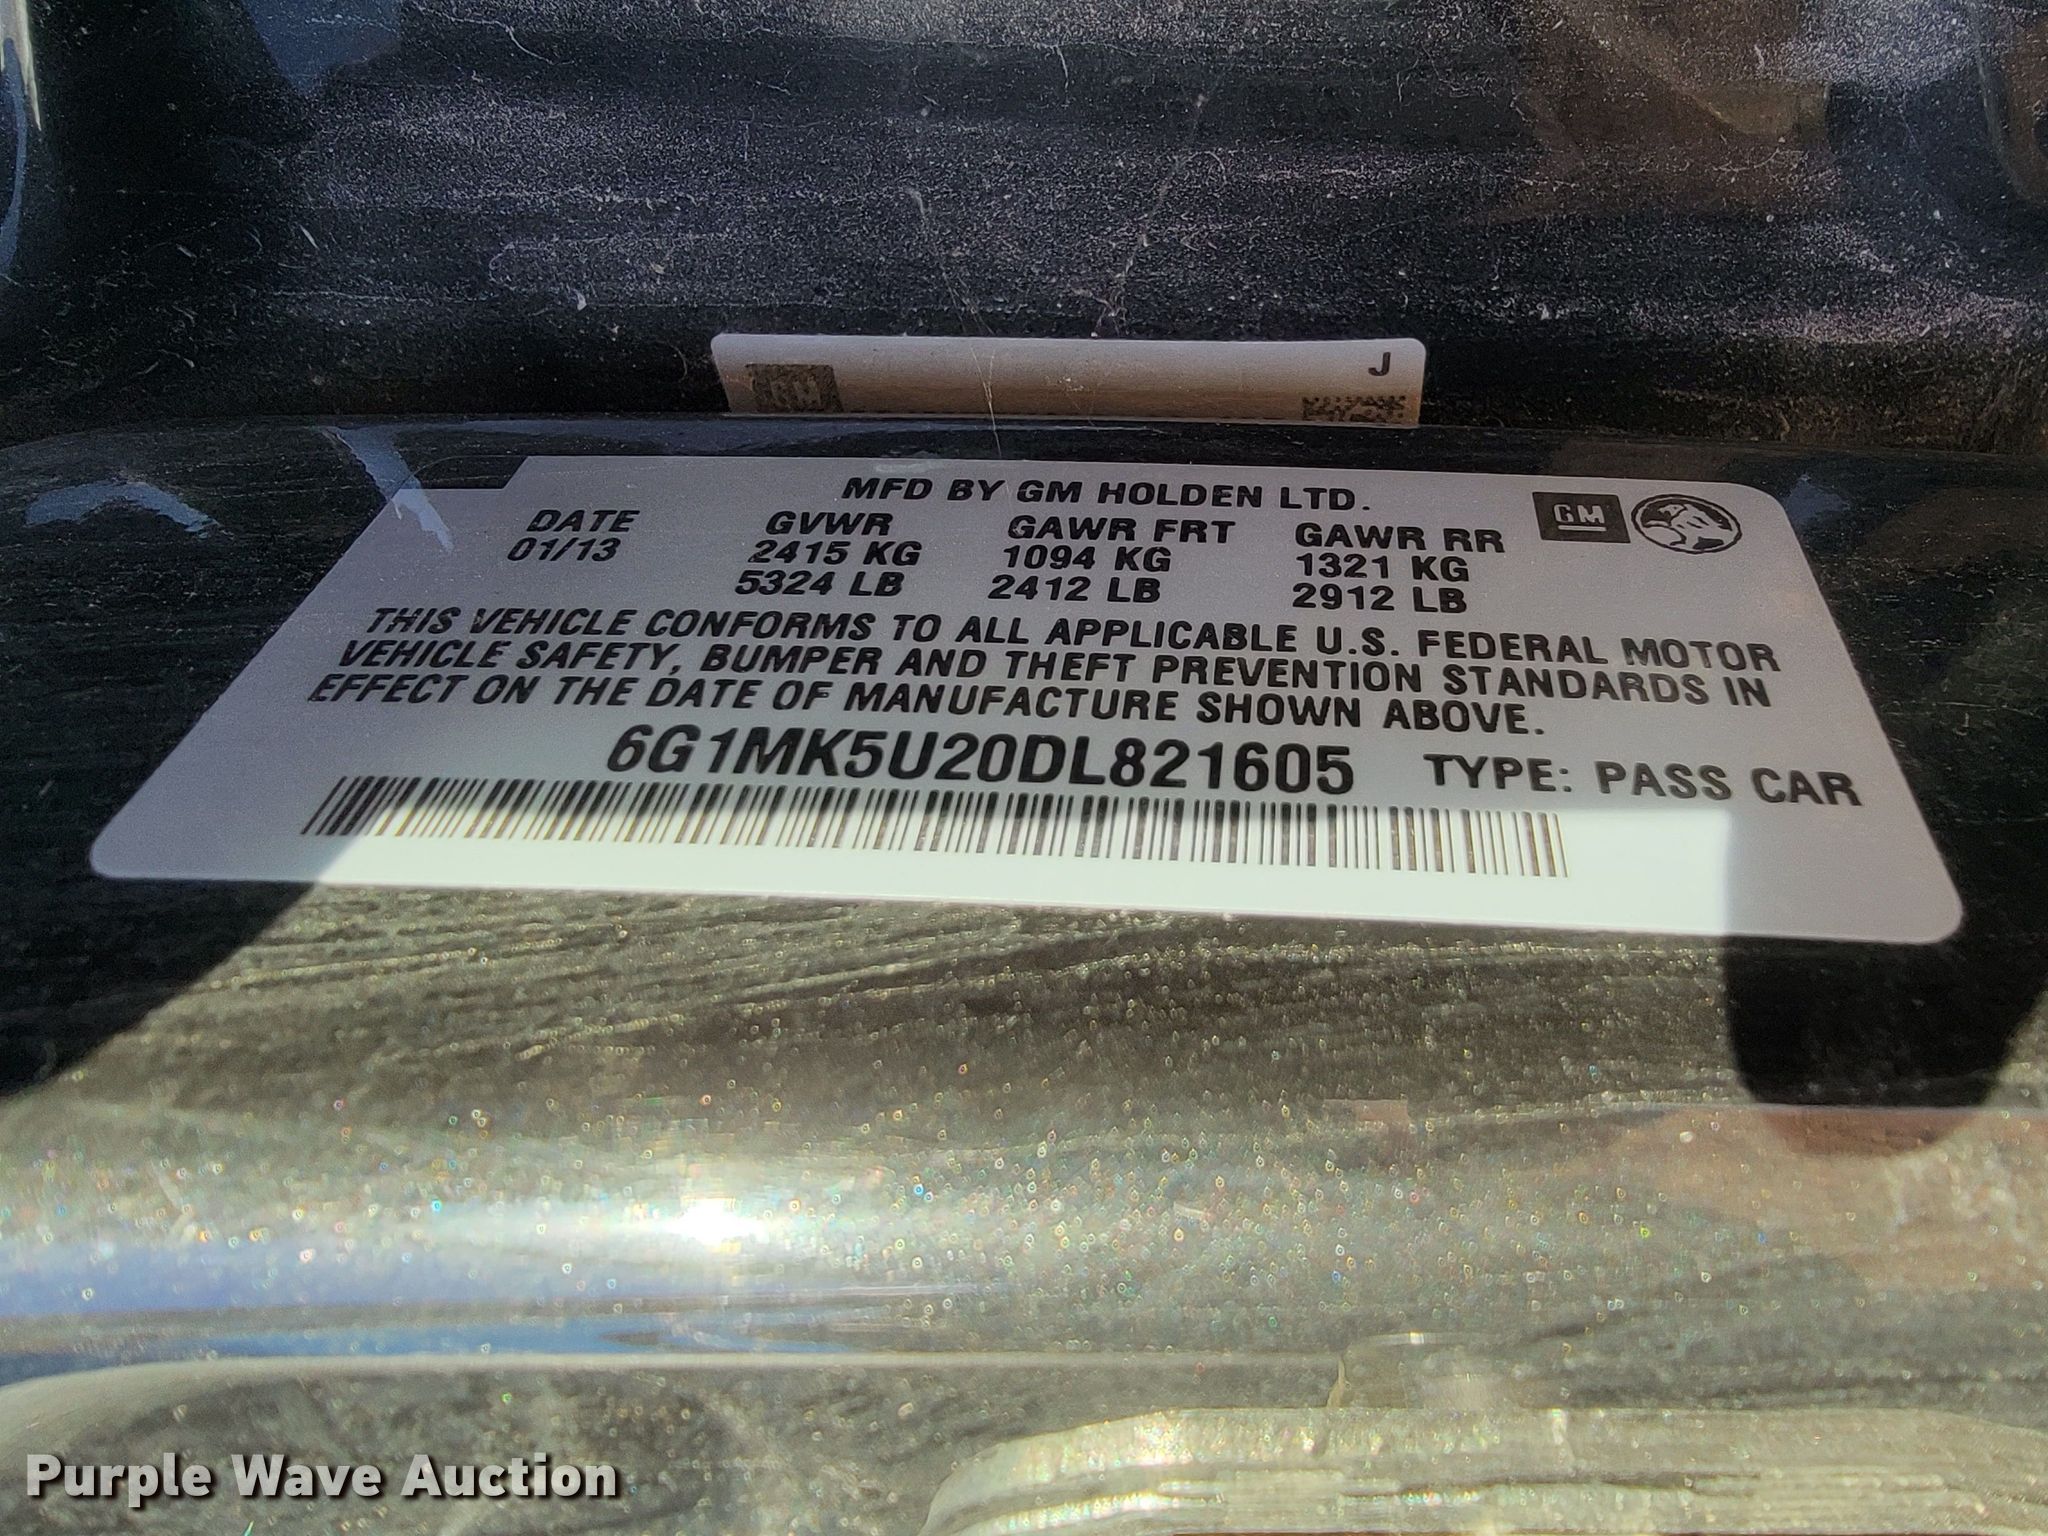 J
MFD BY GM HOLDEN LTD.
GM
DATE GVWR GAWR FRT GAWR RR
01/13 2415 KG 1094 KG 1321 KG
5324 LB 2412 LB 2912 LB
THIS VEHICLE CONFORMS TO ALL APPLICABLE U.S. FEDERAL MOTOR
VEHICLE SAFETY, BUMPER AND THEFT PREVENTION STANDARDS IN
EFFECT ON THE DATE OF MANUFACTURE SHOWN ABOVE.
6G1MK5U20DL821605 TYPE: PASS CAR
Purple Wave Auction